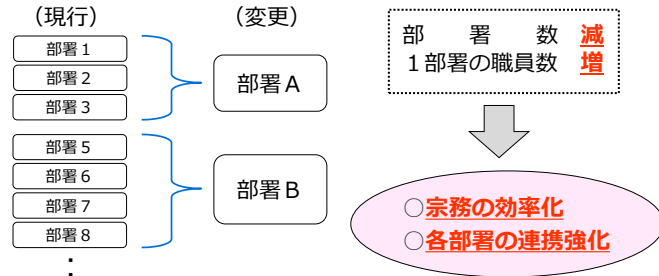 （現行）
部署１
部署２
部署３
部署５
部署６
部署７
部署８
：
（変更）
部署Ａ
部署Ｂ
部署数 減
１部署の職員数 増
○宗務の効率化
○各部署の連携強化